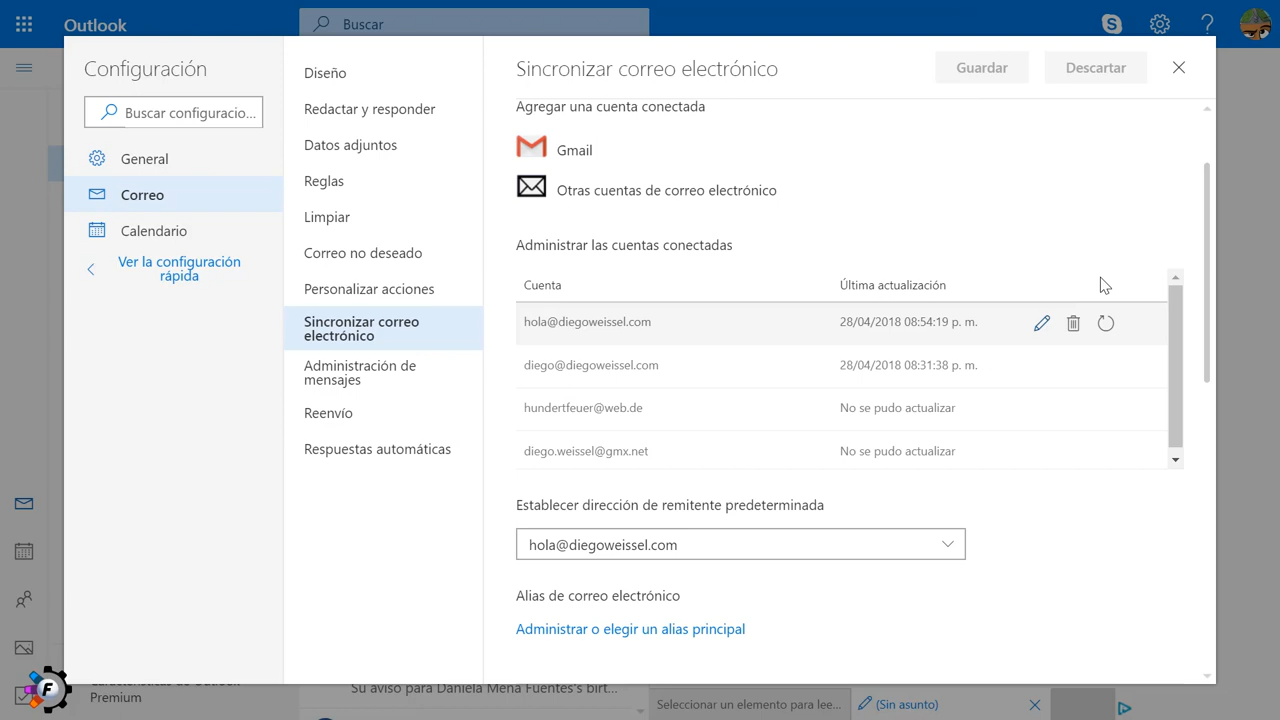 Outlook
Buscar
Configuración
Buscar configuracio...
General
Correo
Calendario
Ver la configuración
rápida
Diseño
Redactar y responder
Datos adjuntos
Reglas
Limpiar
Correo no deseado
Personalizar acciones
Sincronizar correo
electrónico
Administración de
mensajes
Reenvío
Respuestas automáticas
Sincronizar correo electrónico
Guardar
Descartar
Agregar una cuenta conectada
Gmail
Otras cuentas de correo electrónico
Administrar las cuentas conectadas
Cuenta Última actualización
hola@diegoweissel.com 28/04/2018 08:54:19 p. m.
diego@diegoweissel.com 28/04/2018 08:31:38 p. m.
hundertfeuer@web.de No se pudo actualizar
diego.weissel@gmx.net No se pudo actualizar
Establecer dirección de remitente predeterminada
hola@diegoweissel.com
Alias de correo electrónico
Administrar o elegir un alias principal
F
Características de Outlook
Premium
Su aviso para Daniela Mena Fuentes's birt...
Seleccionar un elemento para lee...
(Sin asunto)